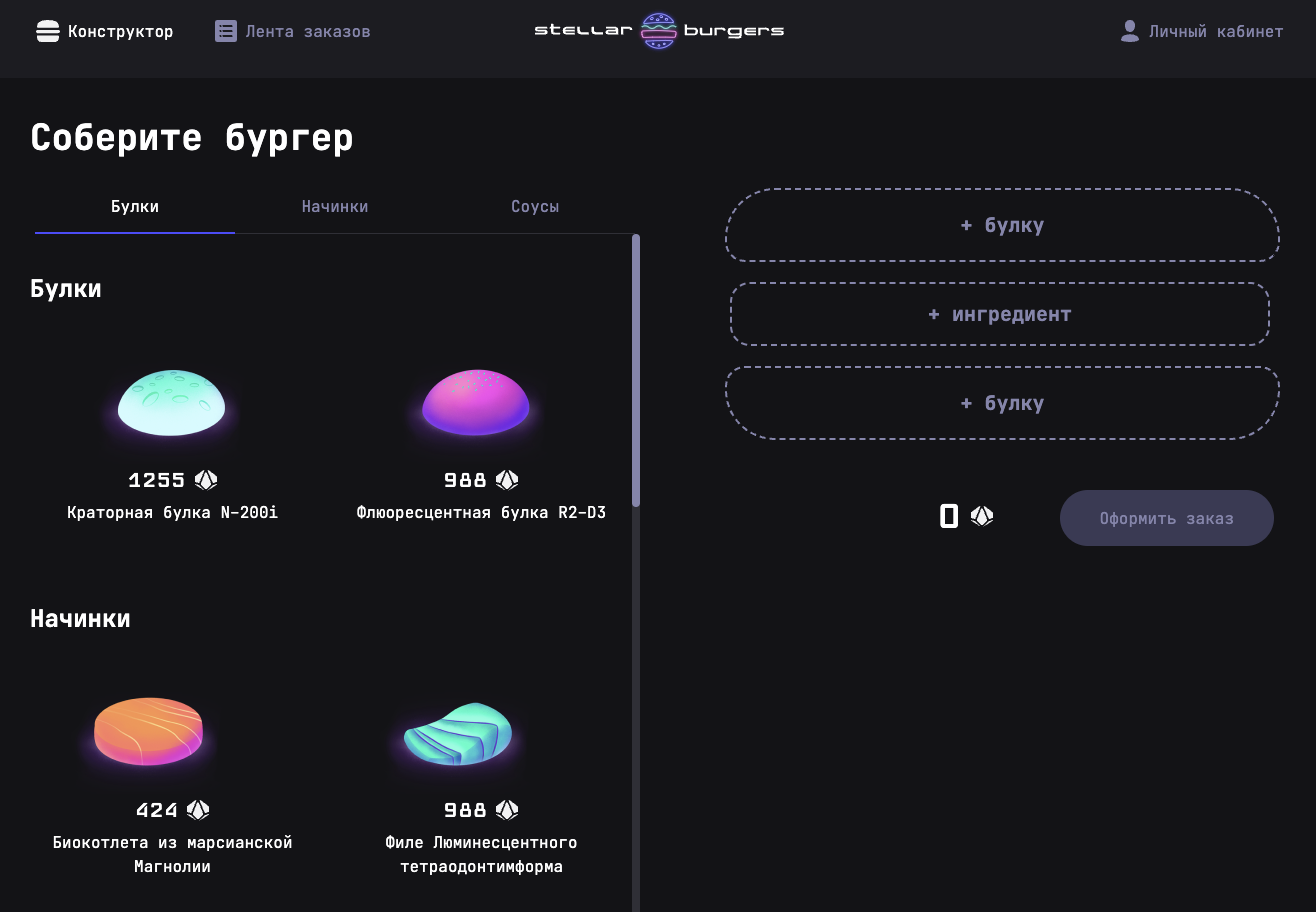 Конструктор
Лента заказов
stellar burgers
Личный кабинет
Соберите бургер
Булки
Начинки
Соусы
Булки
1255
988
Краторная булка N-200i
Флюоресцентная булка R2-D3
Начинки
424
988
Биокотлета из марсианской
Магнолии
Филе Люминесцентного
тетраодонтимформа
+ булку
+ ингредиент
+ булку
0
Оформить заказ